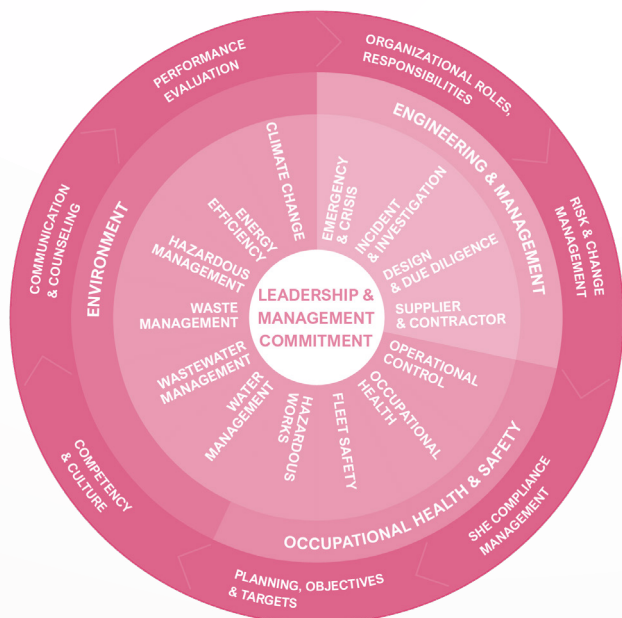 PERFORMANCE
EVALUATION
ORGANIZATIONAL ROLES,
RESPONSIBILITIES
RISK & CHANGE
MANAGEMENT
SHE COMPLIANCE
MANAGEMENT
PLANNING, OBJECTIVES
& TARGETS
COMPETENCY
& CULTURE
COMMUNICATION
& COUNSELING
ENGINEERING & MANAGEMENT
EMERGENCY
& CRISIS
INCIDENT
& INVESTIGATION
DESIGN
& DUE DILIGENCE
SUPPLIER
& CONTRACTOR
OCCUPATIONAL HEALTH & SAFETY
OPERATIONAL
CONTROL
OCCUPATIONAL
HEALTH
FLEET SAFETY
HAZARDOUS
WORKS
ENVIRONMENT
WATER
MANAGEMENT
WASTEWATER
MANAGEMENT
WASTE
MANAGEMENT
HAZARDOUS
MANAGEMENT
ENERGY
EFFICIENCY
CLIMATE CHANGE
LEADERSHIP &
MANAGEMENT
COMMITMENT